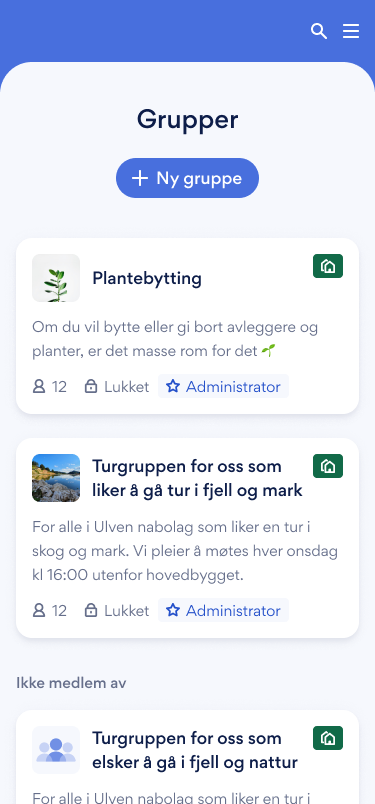 Grupper
Ny gruppe
Plantebytting
Om du vil bytte eller gi bort avleggere og
planter, er det masse rom for det 🌱
12 Lukket Administrator
Turgruppen for oss som
liker å gå tur i fjell og mark
For alle i Ulven nabolag som liker en tur i
skog og mark. Vi pleier å møtes hver onsdag
kl 16:00 utenfor hovedbygget.
12 Lukket Administrator
Ikke medlem av
Turgruppen for oss som
elsker å gå i fjell og nattur
For alle i Ulven nabolag som liker en tur i